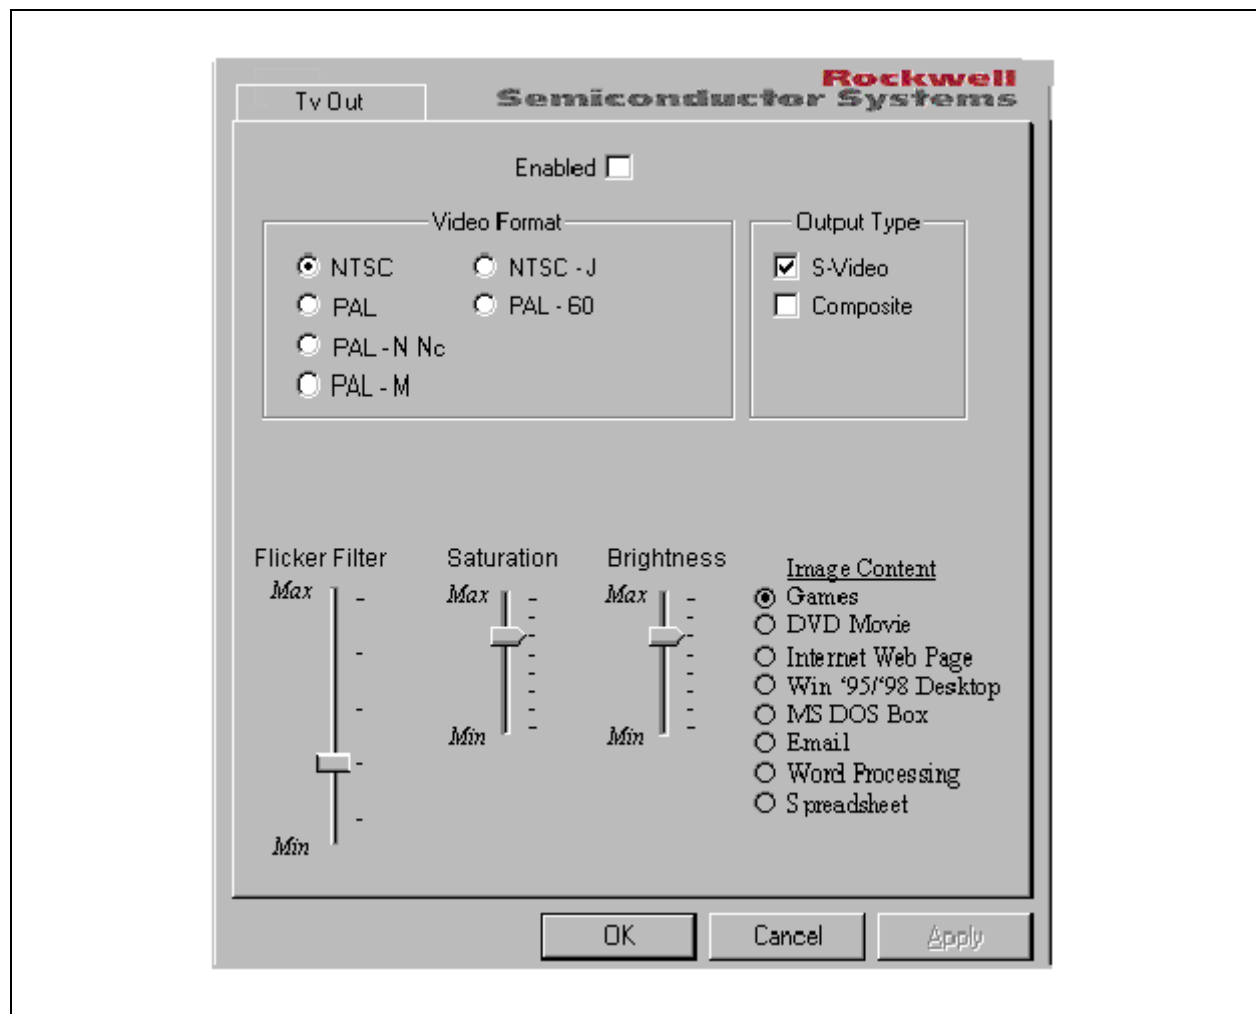 Rockwell
Semiconductor Systems
Tv Out
Enabled
Video Format
NTSC
NTSC - J
PAL
PAL - 60
PAL - N Nc
PAL - M
Output Type
S-Video
Composite
Flicker Filter
Max
Min
Saturation
Max
Min
Brightness
Max
Min
Image Content
Games
DVD Movie
Internet Web Page
Win '95/'98 Desktop
MS DOS Box
Email
Word Processing
Spreadsheet
OK
Cancel
Apply